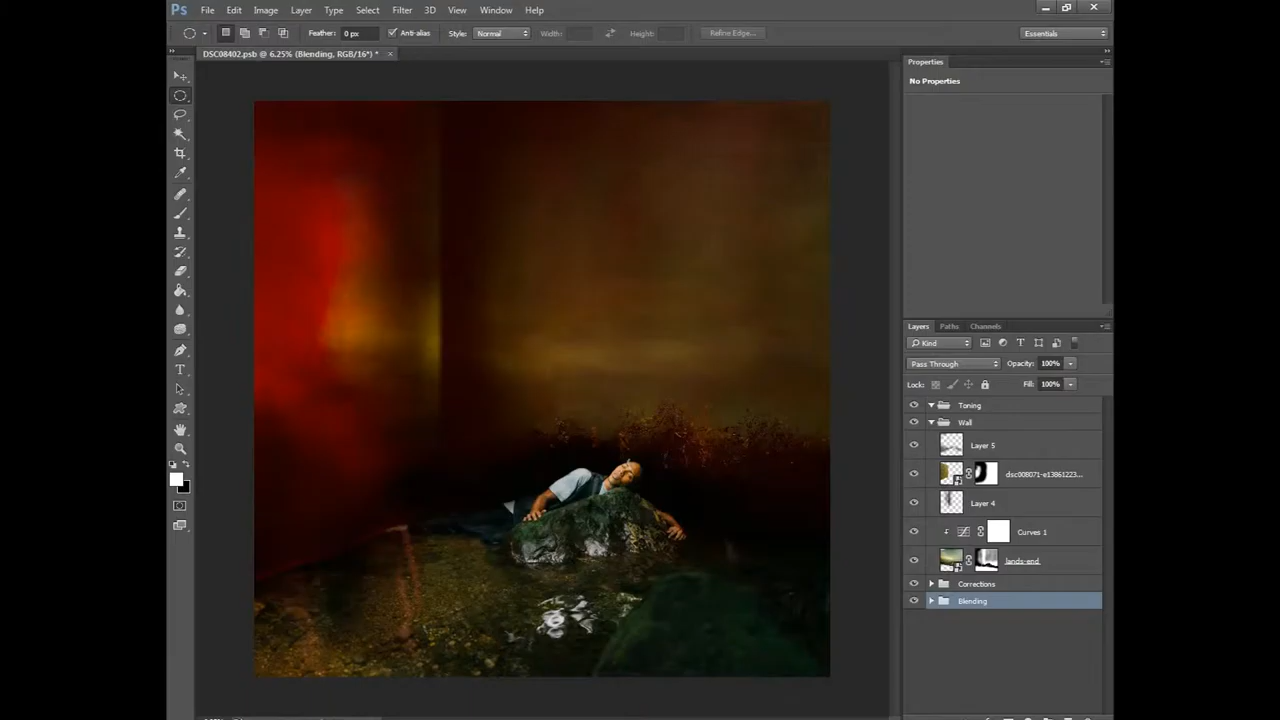 Ps File Edit Image Layer Type Select Filter 3D View Window Help
Feather: 0 px Anti-alias Style: Normal Width: Height: Refine Edge... Essentials
DSC08402.psb @ 6.25% (Blending, RGB/16*) * ×
Properties
No Properties
Layers Paths Channels
Kind
Pass Through Opacity: 100%
Lock: Fill: 100%
Toning
Wall
Layer 5
dsc008071-e13861223...
Layer 4
Curves 1
lands-end
Corrections
Blending